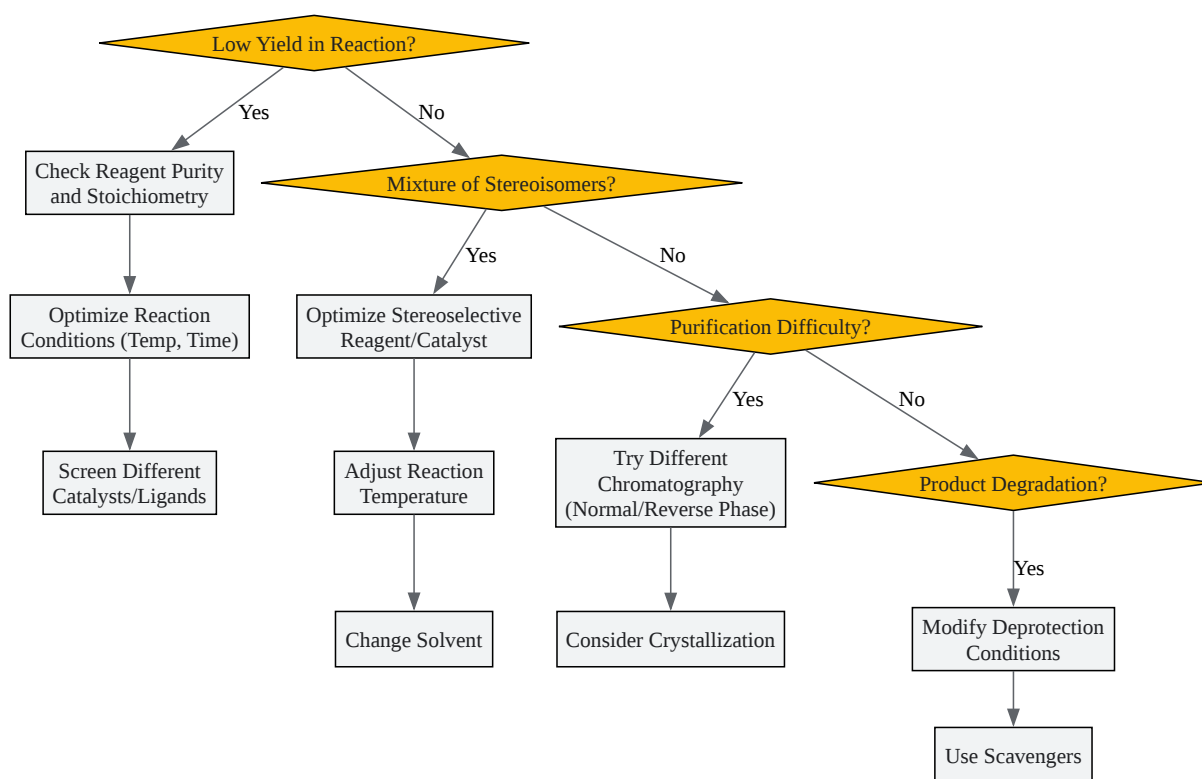 Low Yield in Reaction?
Yes
No
Check Reagent Purity
and Stoichiometry
Mixture of Stereoisomers?
Yes
No
Optimize Reaction
Conditions (Temp, Time)
Optimize Stereoselective
Reagent/Catalyst
Purification Difficulty?
Yes
No
Screen Different
Catalysts/Ligands
Adjust Reaction
Temperature
Try Different
Chromatography
(Normal/Reverse Phase)
Product Degradation?
Yes
Change Solvent
Consider Crystallization
Modify Deprotection
Conditions
Use Scavengers